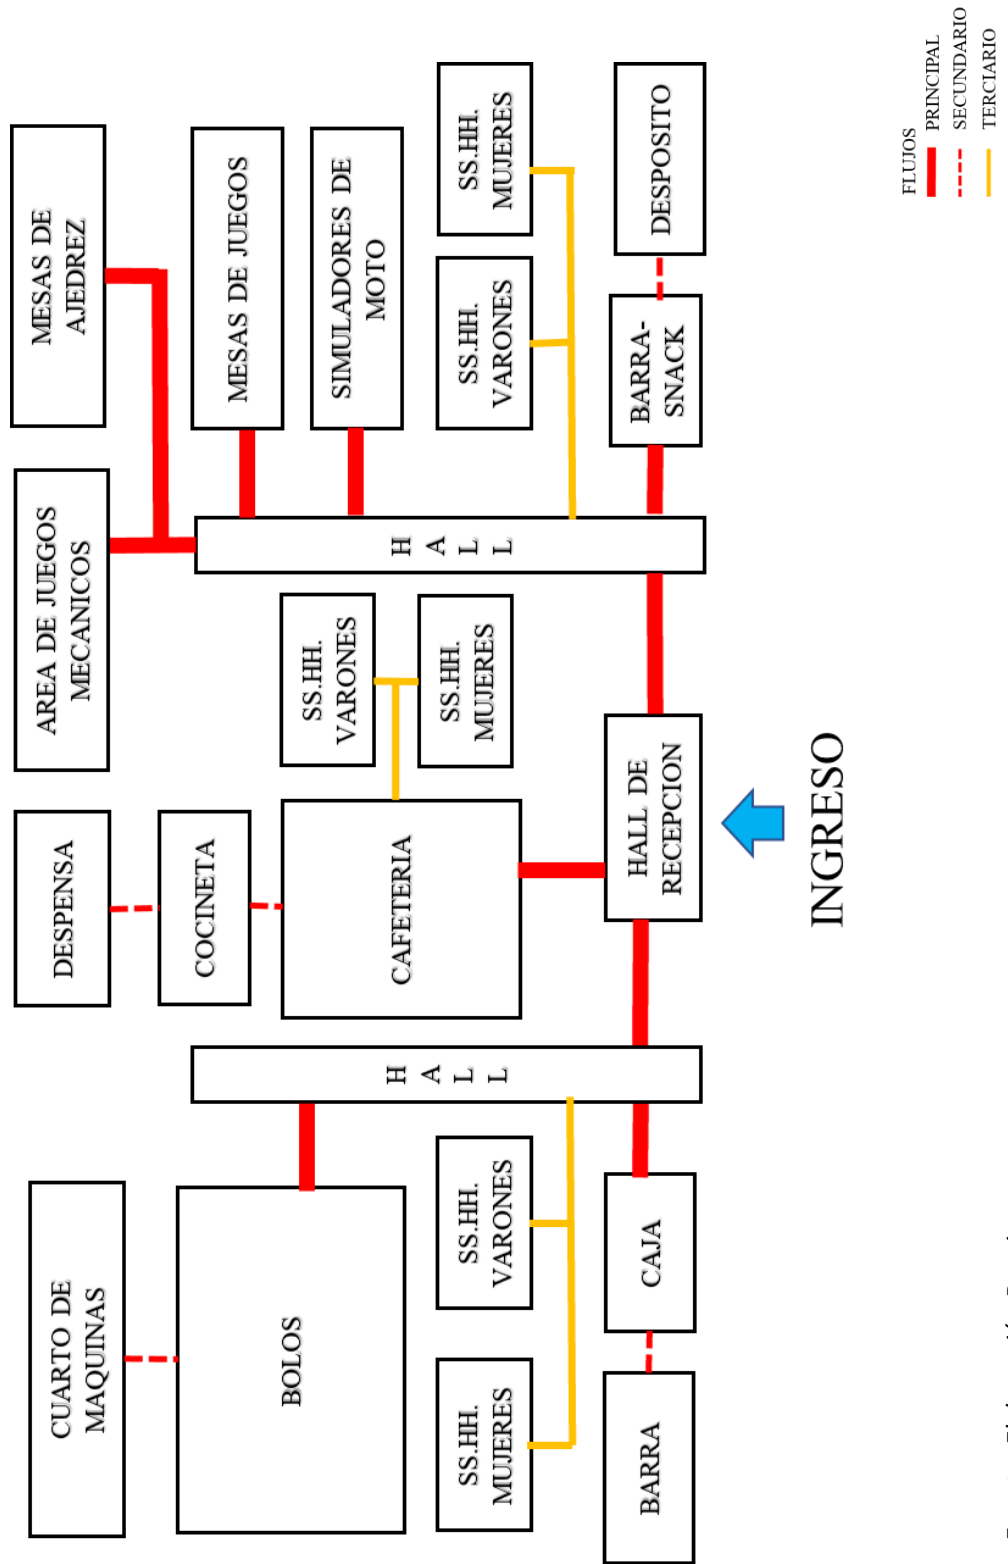 CUARTO DE
MAQUINAS
DESPENSA
AREA DE JUEGOS
MECANICOS
MESAS DE
AJEDREZ
COCINETA
MESAS DE JUEGOS
BOLOS
HALL
CAFETERIA
SS.HH.
VARONES
SS.HH.
MUJERES
HALL
SIMULADORES DE
MOTO
SS.HH.
MUJERES
SS.HH.
VARONES
SS.HH.
VARONES
SS.HH.
MUJERES
BARRA
CAJA
HALL DE
RECEPCION
BARRA-
SNACK
DESPOSITO
INGRESO
FLUJOS
PRINCIPAL
SECUNDARIO
TERCIARIO